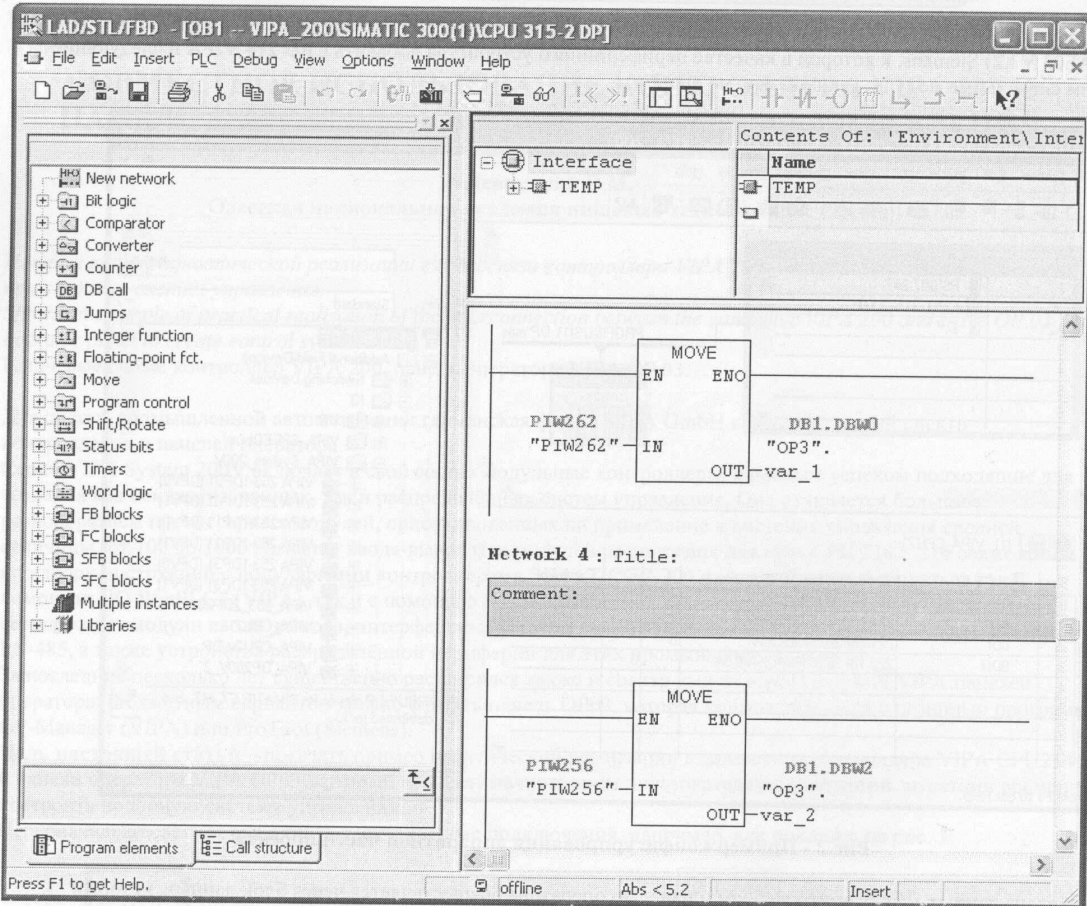 LAD/STL/FBD - [OB1 -- VIPA_200\SIMATIC 300(1)\CPU 315-2 DP]
File Edit Insert PLC Debug View Options Window Help
New network
Bit logic
Comparator
Converter
Counter
DB call
Jumps
Integer function
Floating-point fct.
Move
Program control
Shift/Rotate
Status bits
Timers
Word logic
FB blocks
FC blocks
SFB blocks
SFC blocks
Multiple instances
Libraries
Program elements
Call structure
Contents Of: 'Environment\Inter
Interface
TEMP
Name
TEMP
MOVE
EN ENO
PIW262
"PIW262" IN
DB1.DBW0
"OP3".
OUT var_1
Network 4 : Title:
Comment:
MOVE
EN ENO
PIW256
"PIW256" IN
DB1.DBW2
"OP3".
OUT var_2
Press F1 to get Help.
offline
Abs < 5.2
Insert